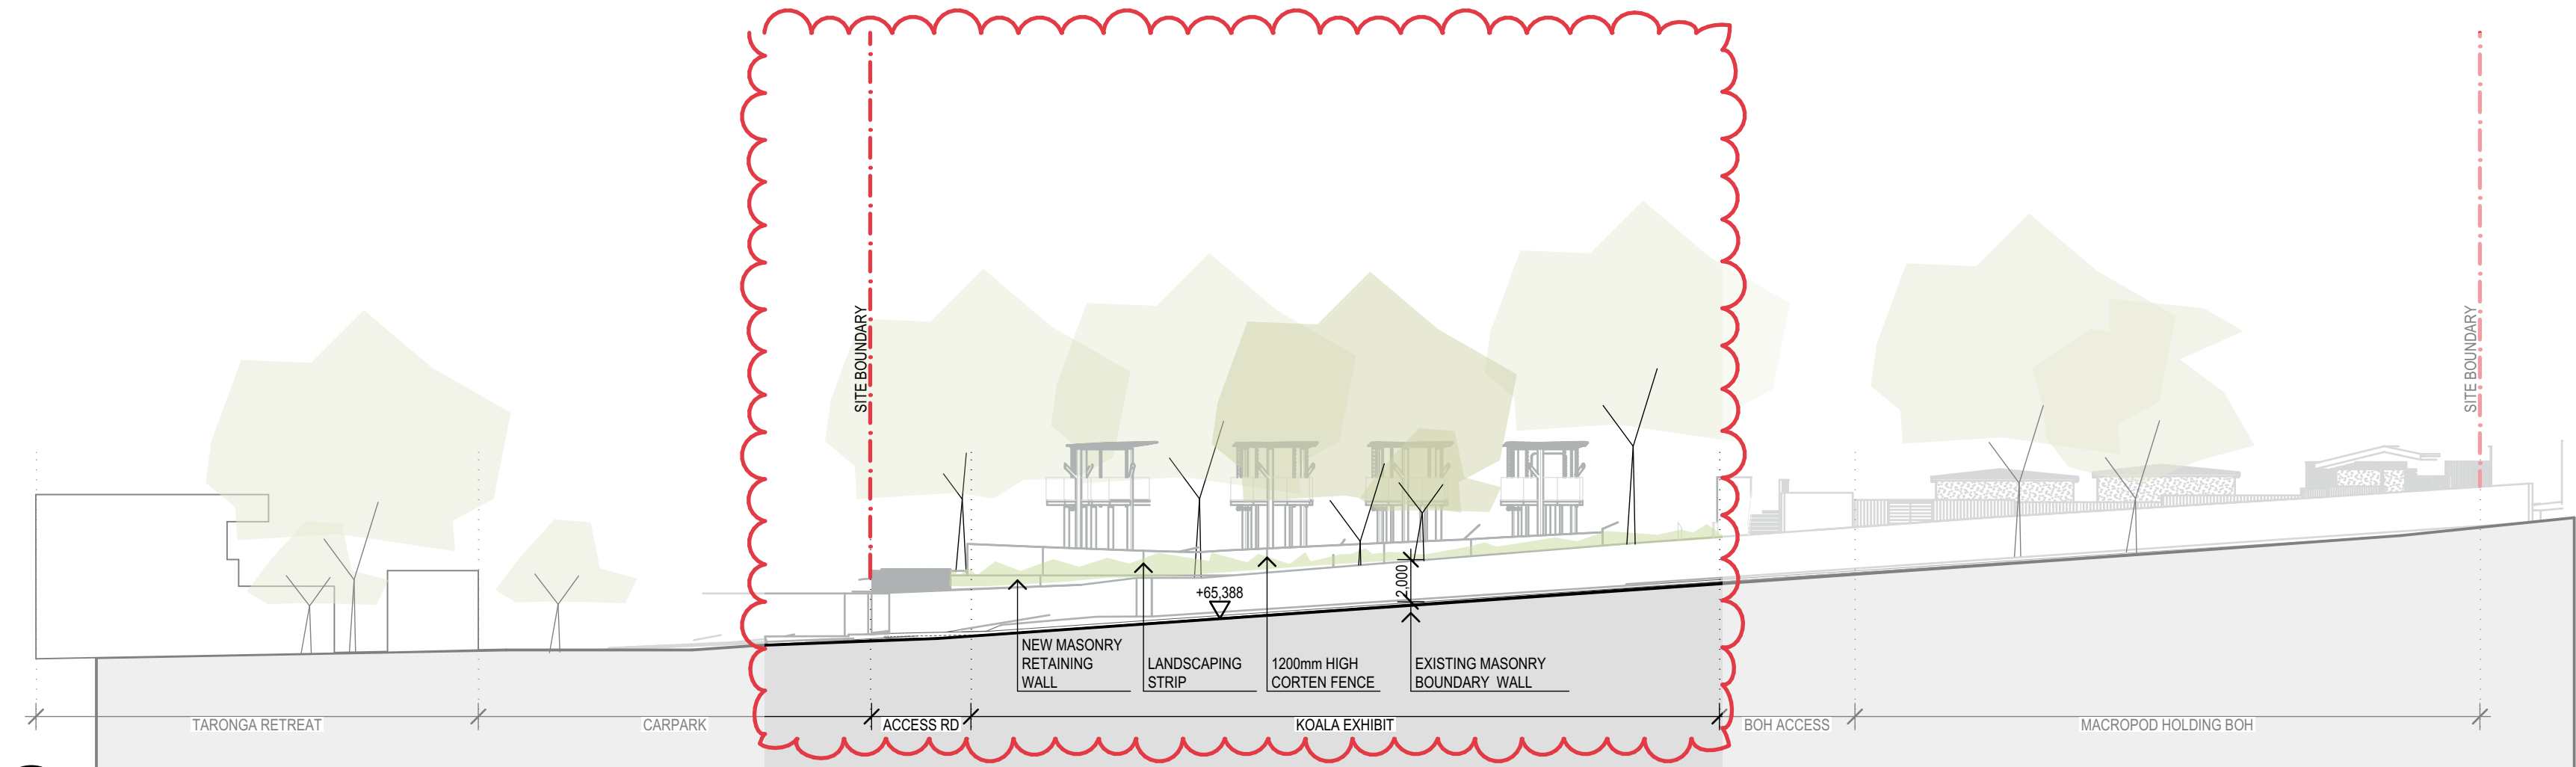 SITE BOUNDARY
SITE BOUNDARY
2,000
+65,388
NEW MASONRY
RETAINING
WALL
LANDSCAPING
STRIP
1200mm HIGH
CORTEN FENCE
EXISTING MASONRY
BOUNDARY WALL
TARONGA RETREAT
CARPARK
ACCESS RD
KOALA EXHIBIT
BOH ACCESS
MACROPOD HOLDING BOH